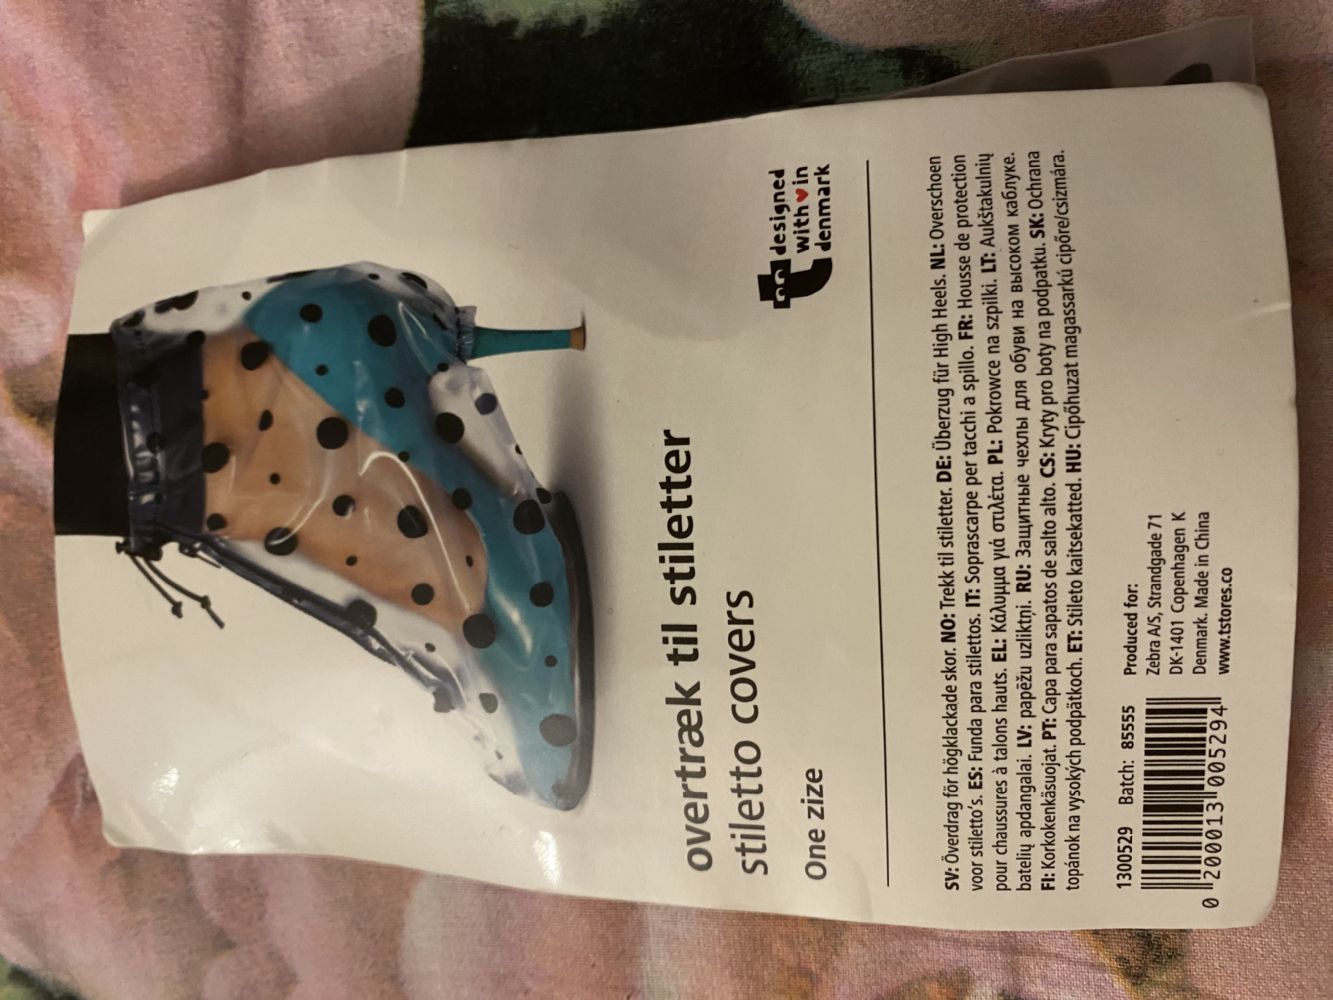 overtræk til stiletter
stiletto covers
One zize
designed
with in
denmark
SV: Överdrag för högklackade skor. NO: Trekk til stiletter. DE: Überzug für High Heels. NL: Overschoen
voor stiletto's. ES: Funda para stilettos. IT: Soprascarpe per tacchi a spillo. FR: Housse de protection
pour chaussures à talons hauts. EL: Κάλυμμα γιά στιλέτα. PL: Pokrowce na szpilki. LT: Aukštakulnių
batelių apdangalai. LV: papēžu uzliktņi. RU: Защитные чехлы для обуви на высоком каблуке.
FI: Korkokenkäsuojat. PT: Capa para sapatos de salto alto. CS: Kryty pro boty na podpatku. SK: Ochrana
topánok na vysokých podpätkoch. ET: Stileto kaitsekatted. HU: Cipőhuzat magassarkú cipőre/csizmára.
1300529 Batch: 85555
0 200013 005294
Produced for:
Zebra A/S, Strandgade 71
DK-1401 Copenhagen K
Denmark. Made in China
www.tstores.co